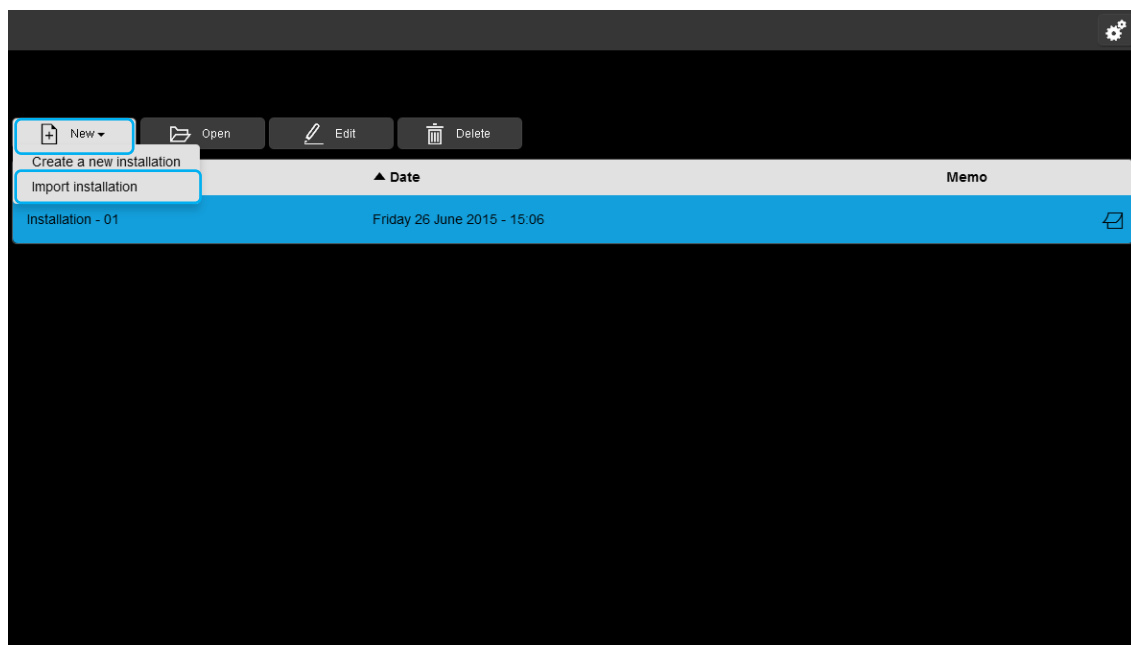 New Open Edit Delete
Create a new installation
Import installation
▲ Date Memo
Installation - 01 Friday 26 June 2015 - 15:06